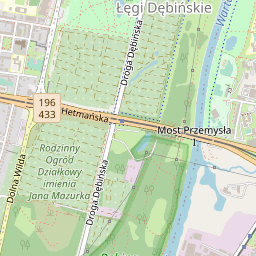 Łęgi Dębińskie
Droga Dębińska
196
433
Hetmańska
Most Przemysła
I
Rodzinny
Ogród
Działkowy
imienia
Jana Mazurka
Dolna Wilda
Droga Dębińska